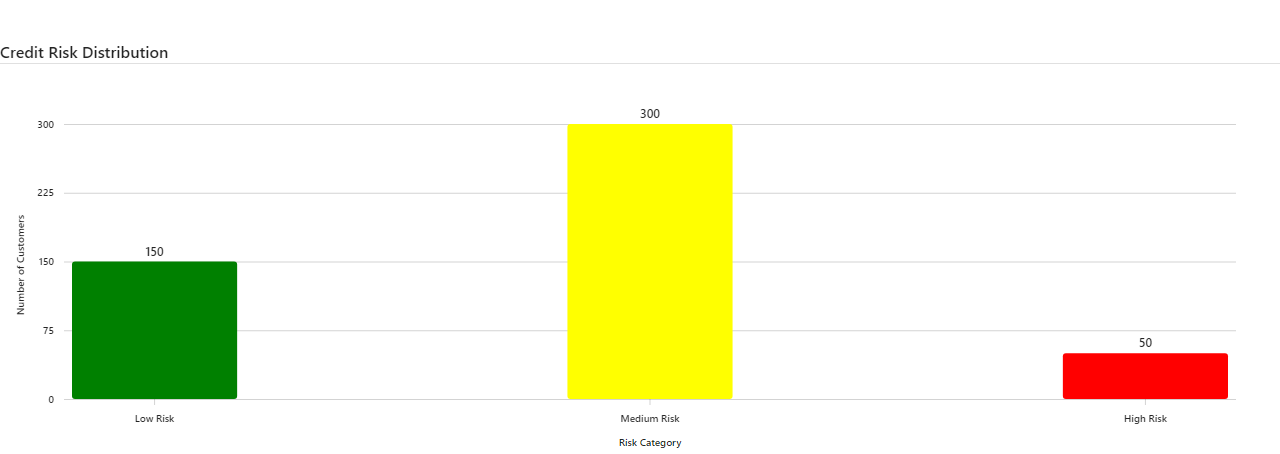 Credit Risk Distribution
300
300
225
Number of Customers
150
150
75
50
0
Low Risk
Medium Risk
High Risk
Risk Category